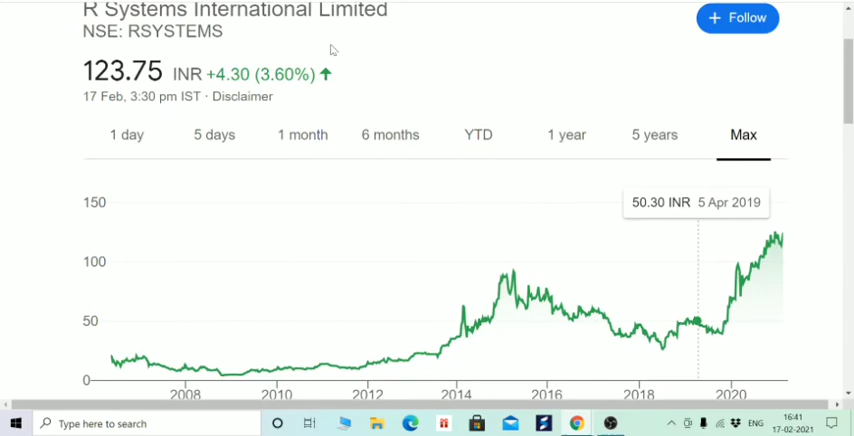 R Systems International Limited
+ Follow
NSE: RSYSTEMS
123.75 INR +4.30 (3.60%) ↑
17 Feb, 3:30 pm IST · Disclaimer
1 day 5 days 1 month 6 months YTD 1 year 5 years Max
50.30 INR 5 Apr 2019
150
100
50
0
2008 2010 2012 2014 2016 2018 2020
Type here to search
ENG
16:41
17-02-2021